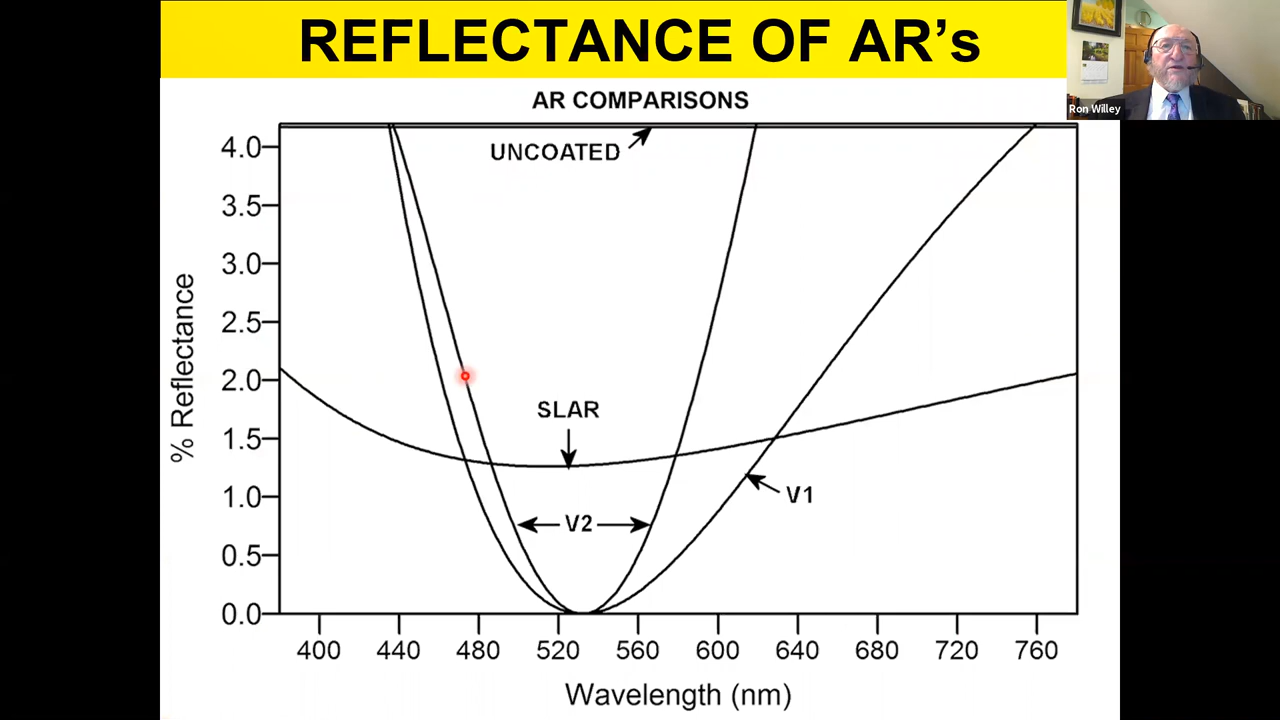 REFLECTANCE OF AR's
Ron Willey
AR COMPARISONS
UNCOATED
4.0
3.5
3.0
2.5
2.0
1.5
1.0
0.5
0.0
% Reflectance
SLAR
V2
V1
400 440 480 520 560 600 640 680 720 760
Wavelength (nm)